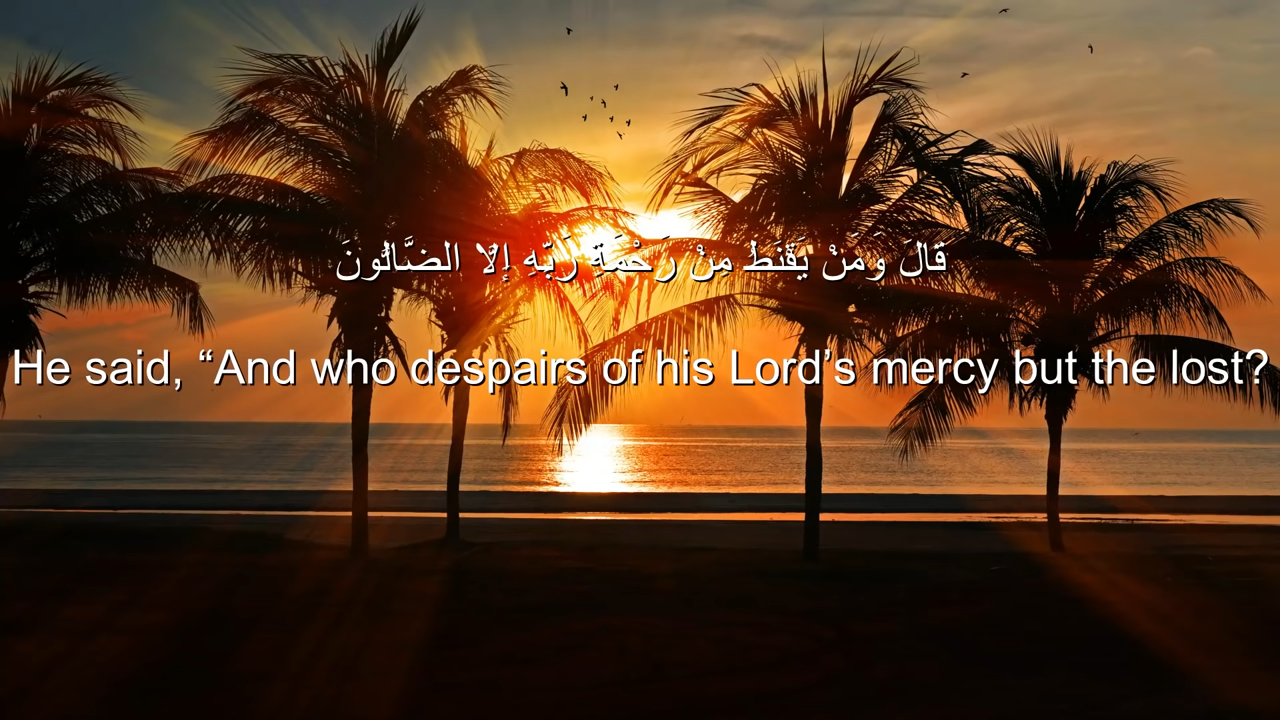 قَالَ وَمَنْ يَقْنَطُ مِنْ رَحْمَةِ رَبِّهِ إِلَّا الضَّالُّونَ
He said, “And who despairs of his Lord’s mercy but the lost?